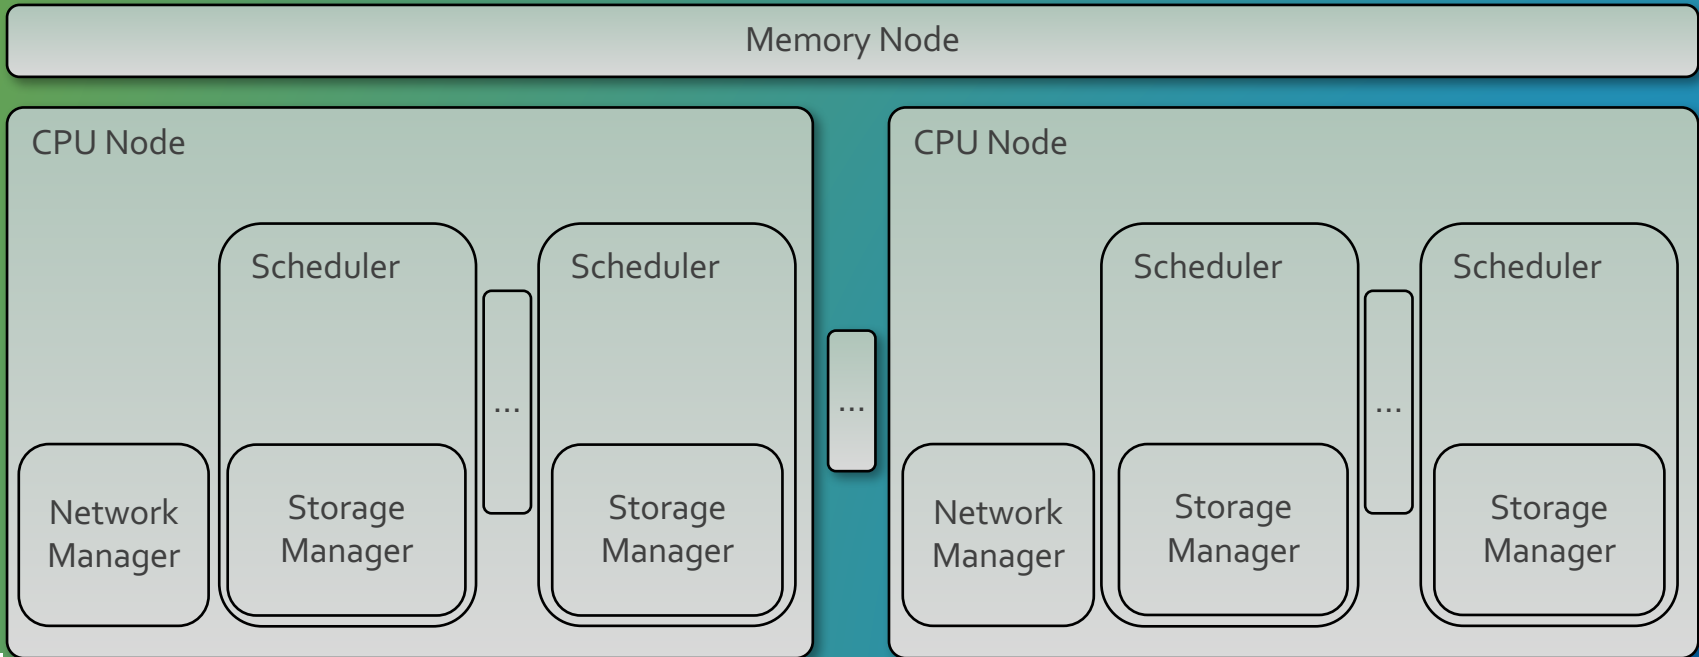 Memory Node
CPU Node
Scheduler
Scheduler
...
Network
Manager
Storage
Manager
Storage
Manager
...
CPU Node
Scheduler
Scheduler
...
Network
Manager
Storage
Manager
Storage
Manager